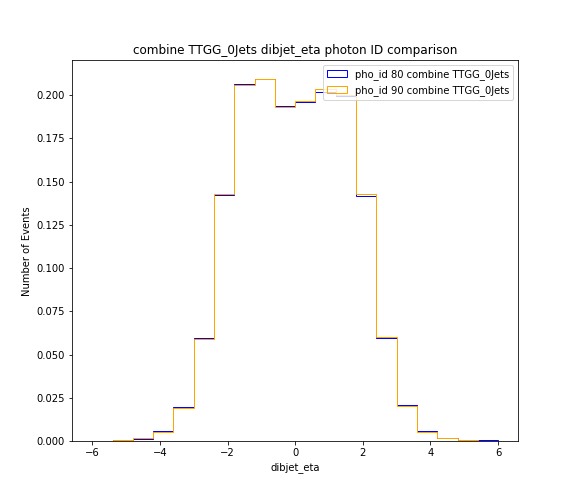 combine TTGG_0Jets dibjet_eta photon ID comparison
pho_id 80 combine TTGG_0Jets
pho_id 90 combine TTGG_0Jets
Number of Events
0.200
0.175
0.150
0.125
0.100
0.075
0.050
0.025
0.000
−6 −4 −2 0 2 4 6
dibjet_eta